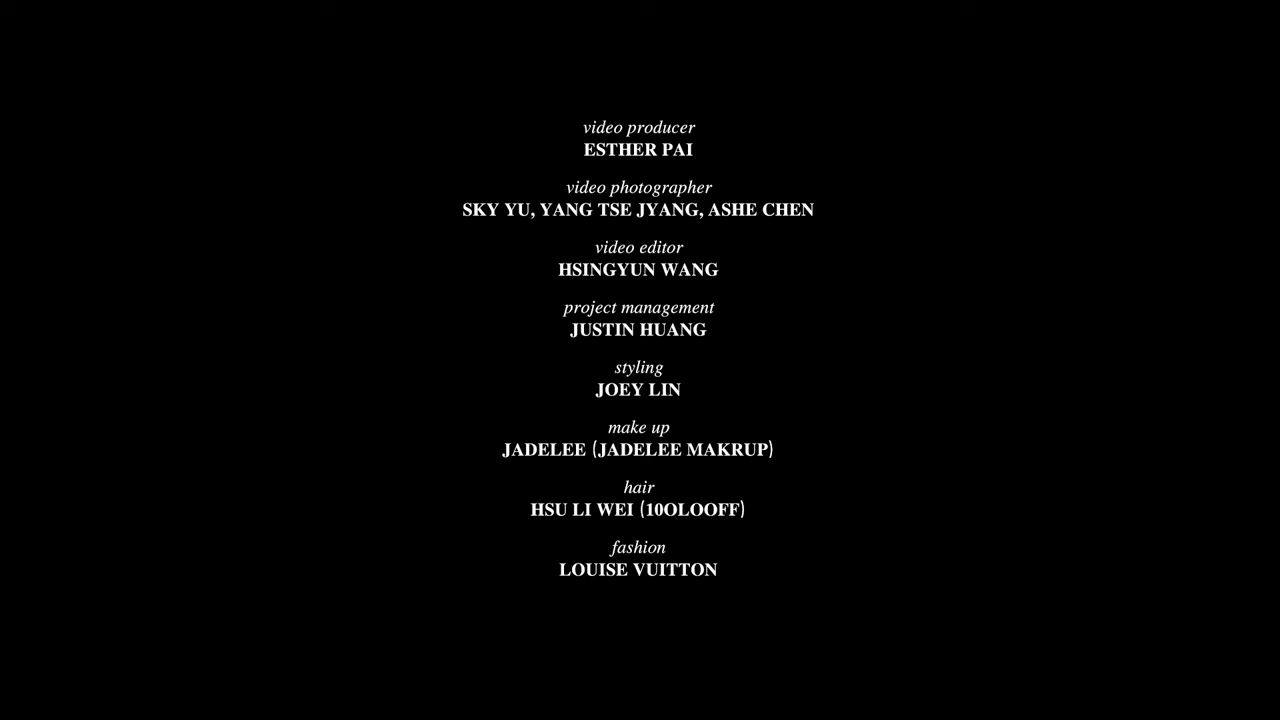 video producer
ESTHER PAI
video photographer
SKY YU, YANG TSE JYANG, ASHE CHEN
video editor
HSINGYUN WANG
project management
JUSTIN HUANG
styling
JOEY LIN
make up
JADELEE (JADELEE MAKRUP)
hair
HSU LI WEI (10OLOOFF)
fashion
LOUISE VUITTON